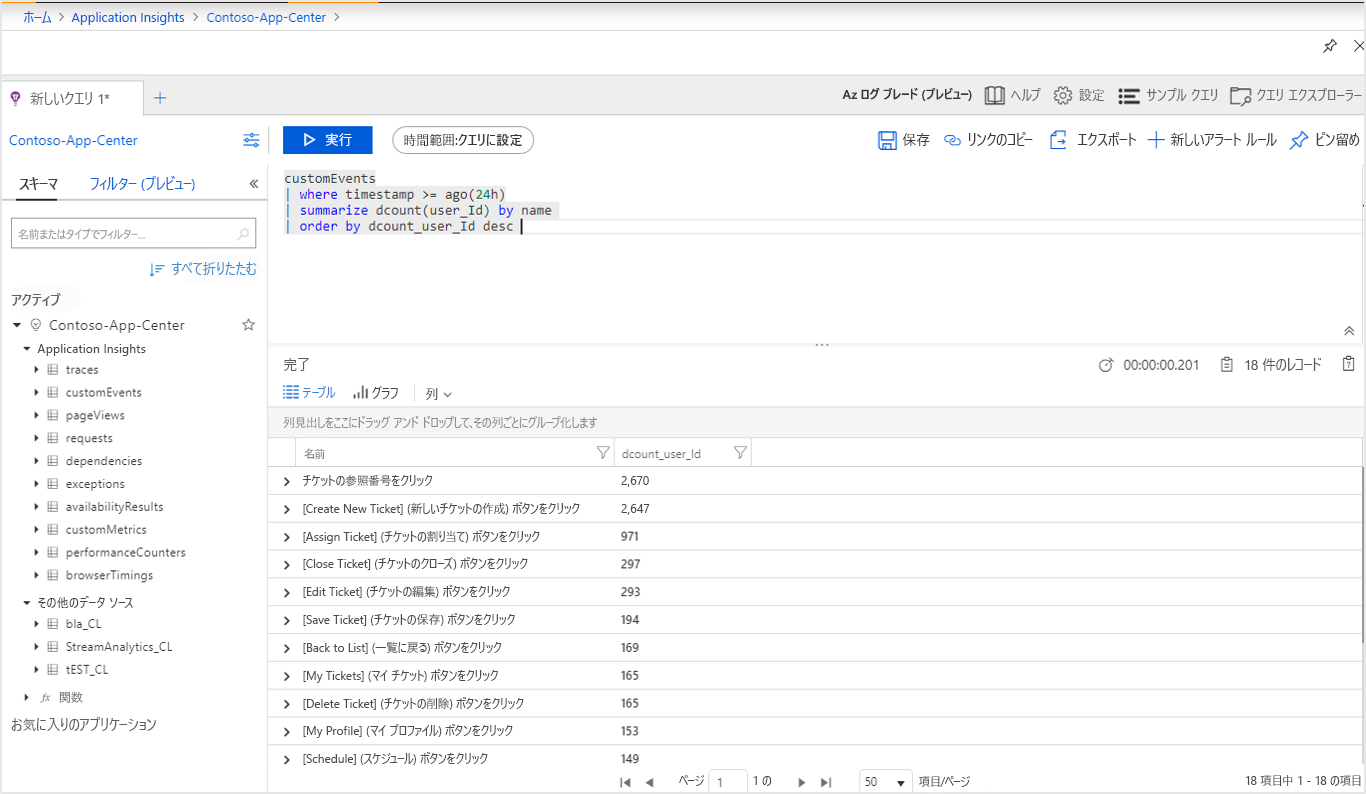 ホーム > Application Insights > Contoso-App-Center >
新しいクエリ 1*
Az ログ ブレード (プレビュー) ヘルプ 設定 サンプル クエリ クエリ エクスプローラー
Contoso-App-Center
実行 時間範囲:クエリに設定 保存 リンクのコピー エクスポート 新しいアラート ルール ピン留め
スキーマ フィルター (プレビュー) «
名前またはタイプでフィルター...
すべて折りたたむ
アクティブ
Contoso-App-Center
Application Insights
traces
customEvents
pageViews
requests
dependencies
exceptions
availabilityResults
customMetrics
performanceCounters
browserTimings
その他のデータ ソース
bla_CL
StreamAnalytics_CL
tEST_CL
fx 関数
お気に入りのアプリケーション
customEvents
| where timestamp >= ago(24h)
| summarize dcount(user_Id) by name
| order by dcount_user_Id desc
完了 00:00:00.201 18 件のレコード
テーブル グラフ 列
列見出しをここにドラッグ アンド ドロップして、その列ごとにグループ化します
名前 dcount_user_Id
チケットの参照番号をクリック 2,670
[Create New Ticket] (新しいチケットの作成) ボタンをクリック 2,647
[Assign Ticket] (チケットの割り当て) ボタンをクリック 971
[Close Ticket] (チケットのクローズ) ボタンをクリック 297
[Edit Ticket] (チケットの編集) ボタンをクリック 293
[Save Ticket] (チケットの保存) ボタンをクリック 194
[Back to List] (一覧に戻る) ボタンをクリック 169
[My Tickets] (マイ チケット) ボタンをクリック 165
[Delete Ticket] (チケットの削除) ボタンをクリック 165
[My Profile] (マイ プロファイル) ボタンをクリック 153
[Schedule] (スケジュール) ボタンをクリック 149
ページ 1 1 の 50 項目/ページ 18 項目中 1 - 18 の項目